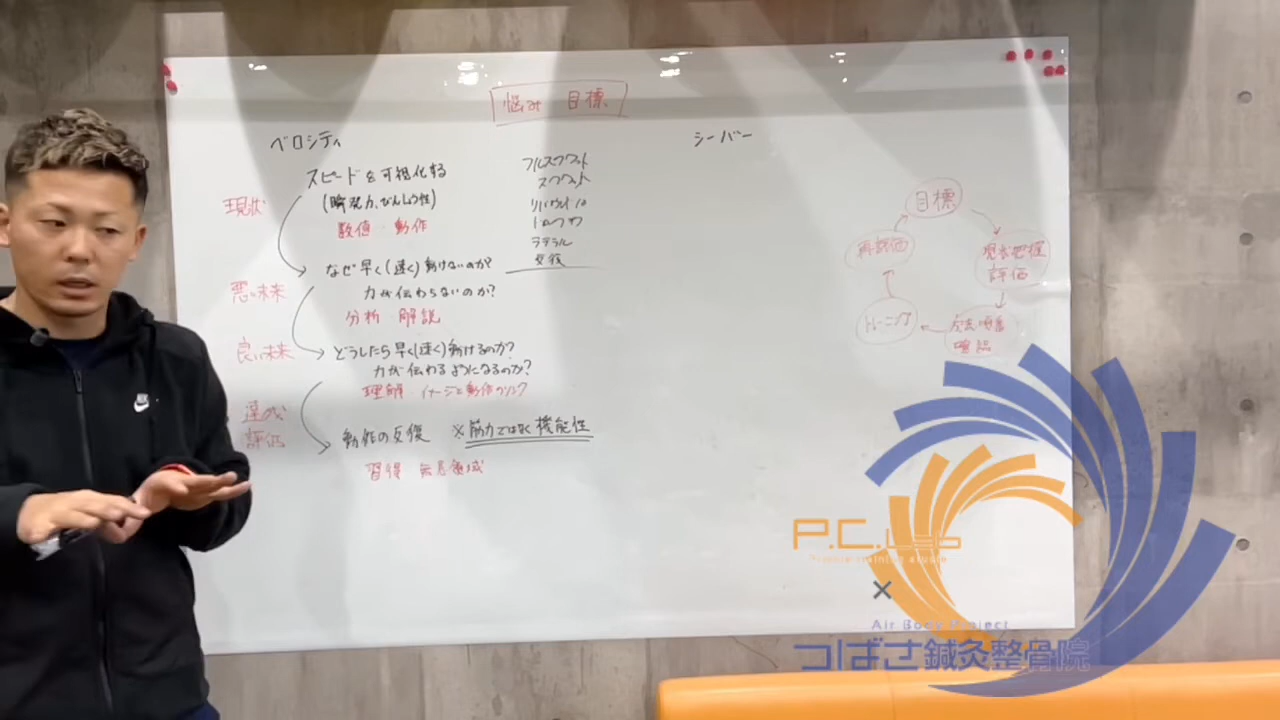 悩み 目標
ベロシティ
スピードを可視化する
(瞬発力、びんしょう性)
数値・動作
現状
なぜ早く(速く)動けないのか?
力が伝わらないのか?
分析 解説
悪い未来
どうしたら早く(速く)動けるのか?
力が伝わるようになるのか?
理解 イメージと動作のリンク
良い未来
動作の反復 ※筋力ではなく機能性
習得 無意識領域
達成
評価
フルスクワット
スクワット
ラテラル
シーバー
目標
現状把握
評価
トレーニング
再評価
P.C.Lab
×
Air Body Project
つばさ鍼灸整骨院